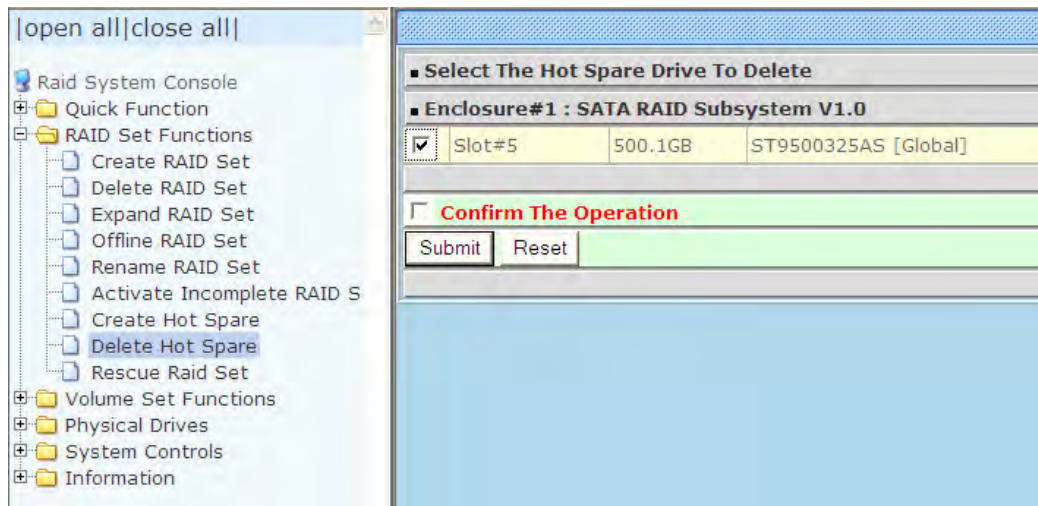 |open all|close all|
Raid System Console
Quick Function
RAID Set Functions
Create RAID Set
Delete RAID Set
Expand RAID Set
Offline RAID Set
Rename RAID Set
Activate Incomplete RAID S
Create Hot Spare
Delete Hot Spare
Rescue Raid Set
Volume Set Functions
Physical Drives
System Controls
Information
Select The Hot Spare Drive To Delete
Enclosure#1 : SATA RAID Subsystem V1.0
Slot#5 500.1GB ST9500325AS [Global]
Confirm The Operation
Submit Reset